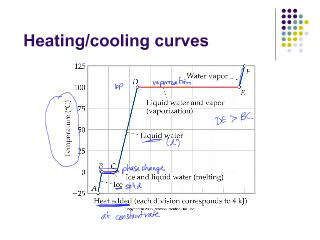 Heating/cooling curves
125
F
Water vapor
bp
D
vaporization
100
E
75
Liquid water and vapor
(vaporization)
DE > BC
Temperature (°C)
50
Liquid water
(l)
25
B
C
phase change
0
Ice and liquid water (melting)
Ice
solid
A
-25
Heat added (each division corresponds to 4 kJ)
at constant rate